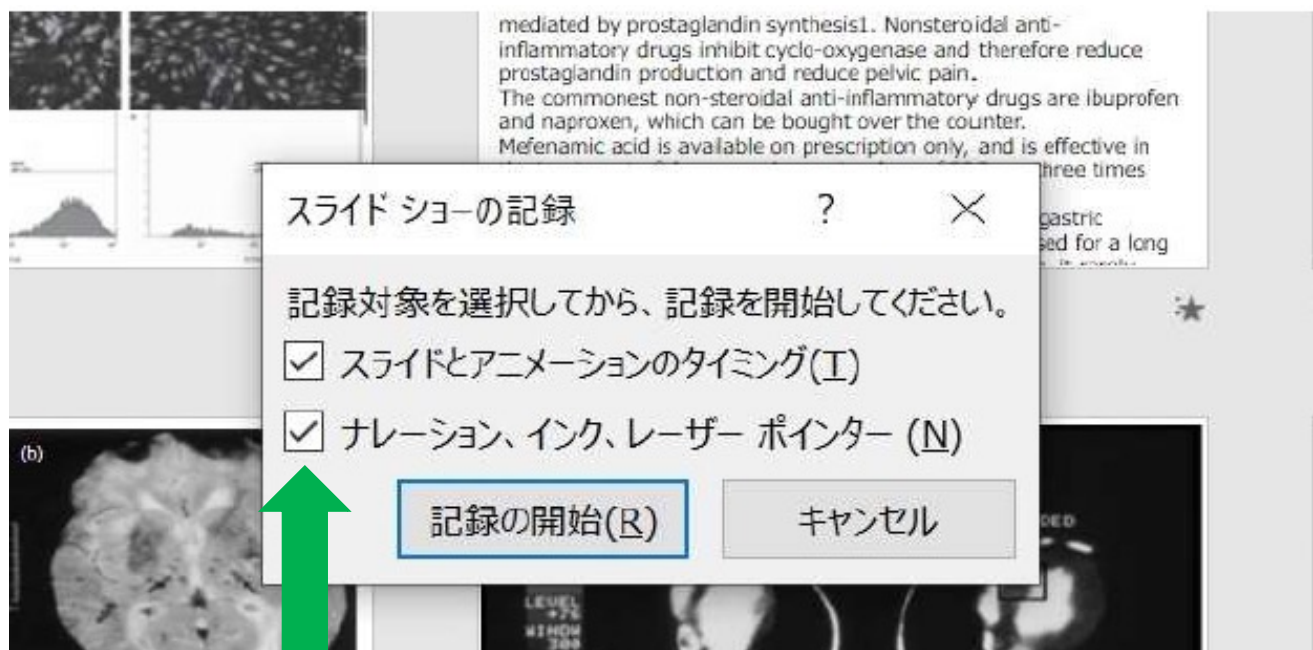 mediated by prostaglandin synthesis1. Nonsteroidal anti-
inflammatory drugs inhibit cyclo-oxygenase and therefore reduce
prostaglandin production and reduce pelvic pain.
The commonest non-steroidal anti-inflammatory drugs are ibuprofen
and naproxen, which can be bought over the counter.
Mefenamic acid is available on prescription only, and is effective in
three times
gastric
sed for a long
スライド ショーの記録
記録対象を選択してから、記録を開始してください。
スライドとアニメーションのタイミング(T)
ナレーション、インク、レーザー ポインター (N)
記録の開始(R) キャンセル
(b)
DED
LEVEL
WINDOW